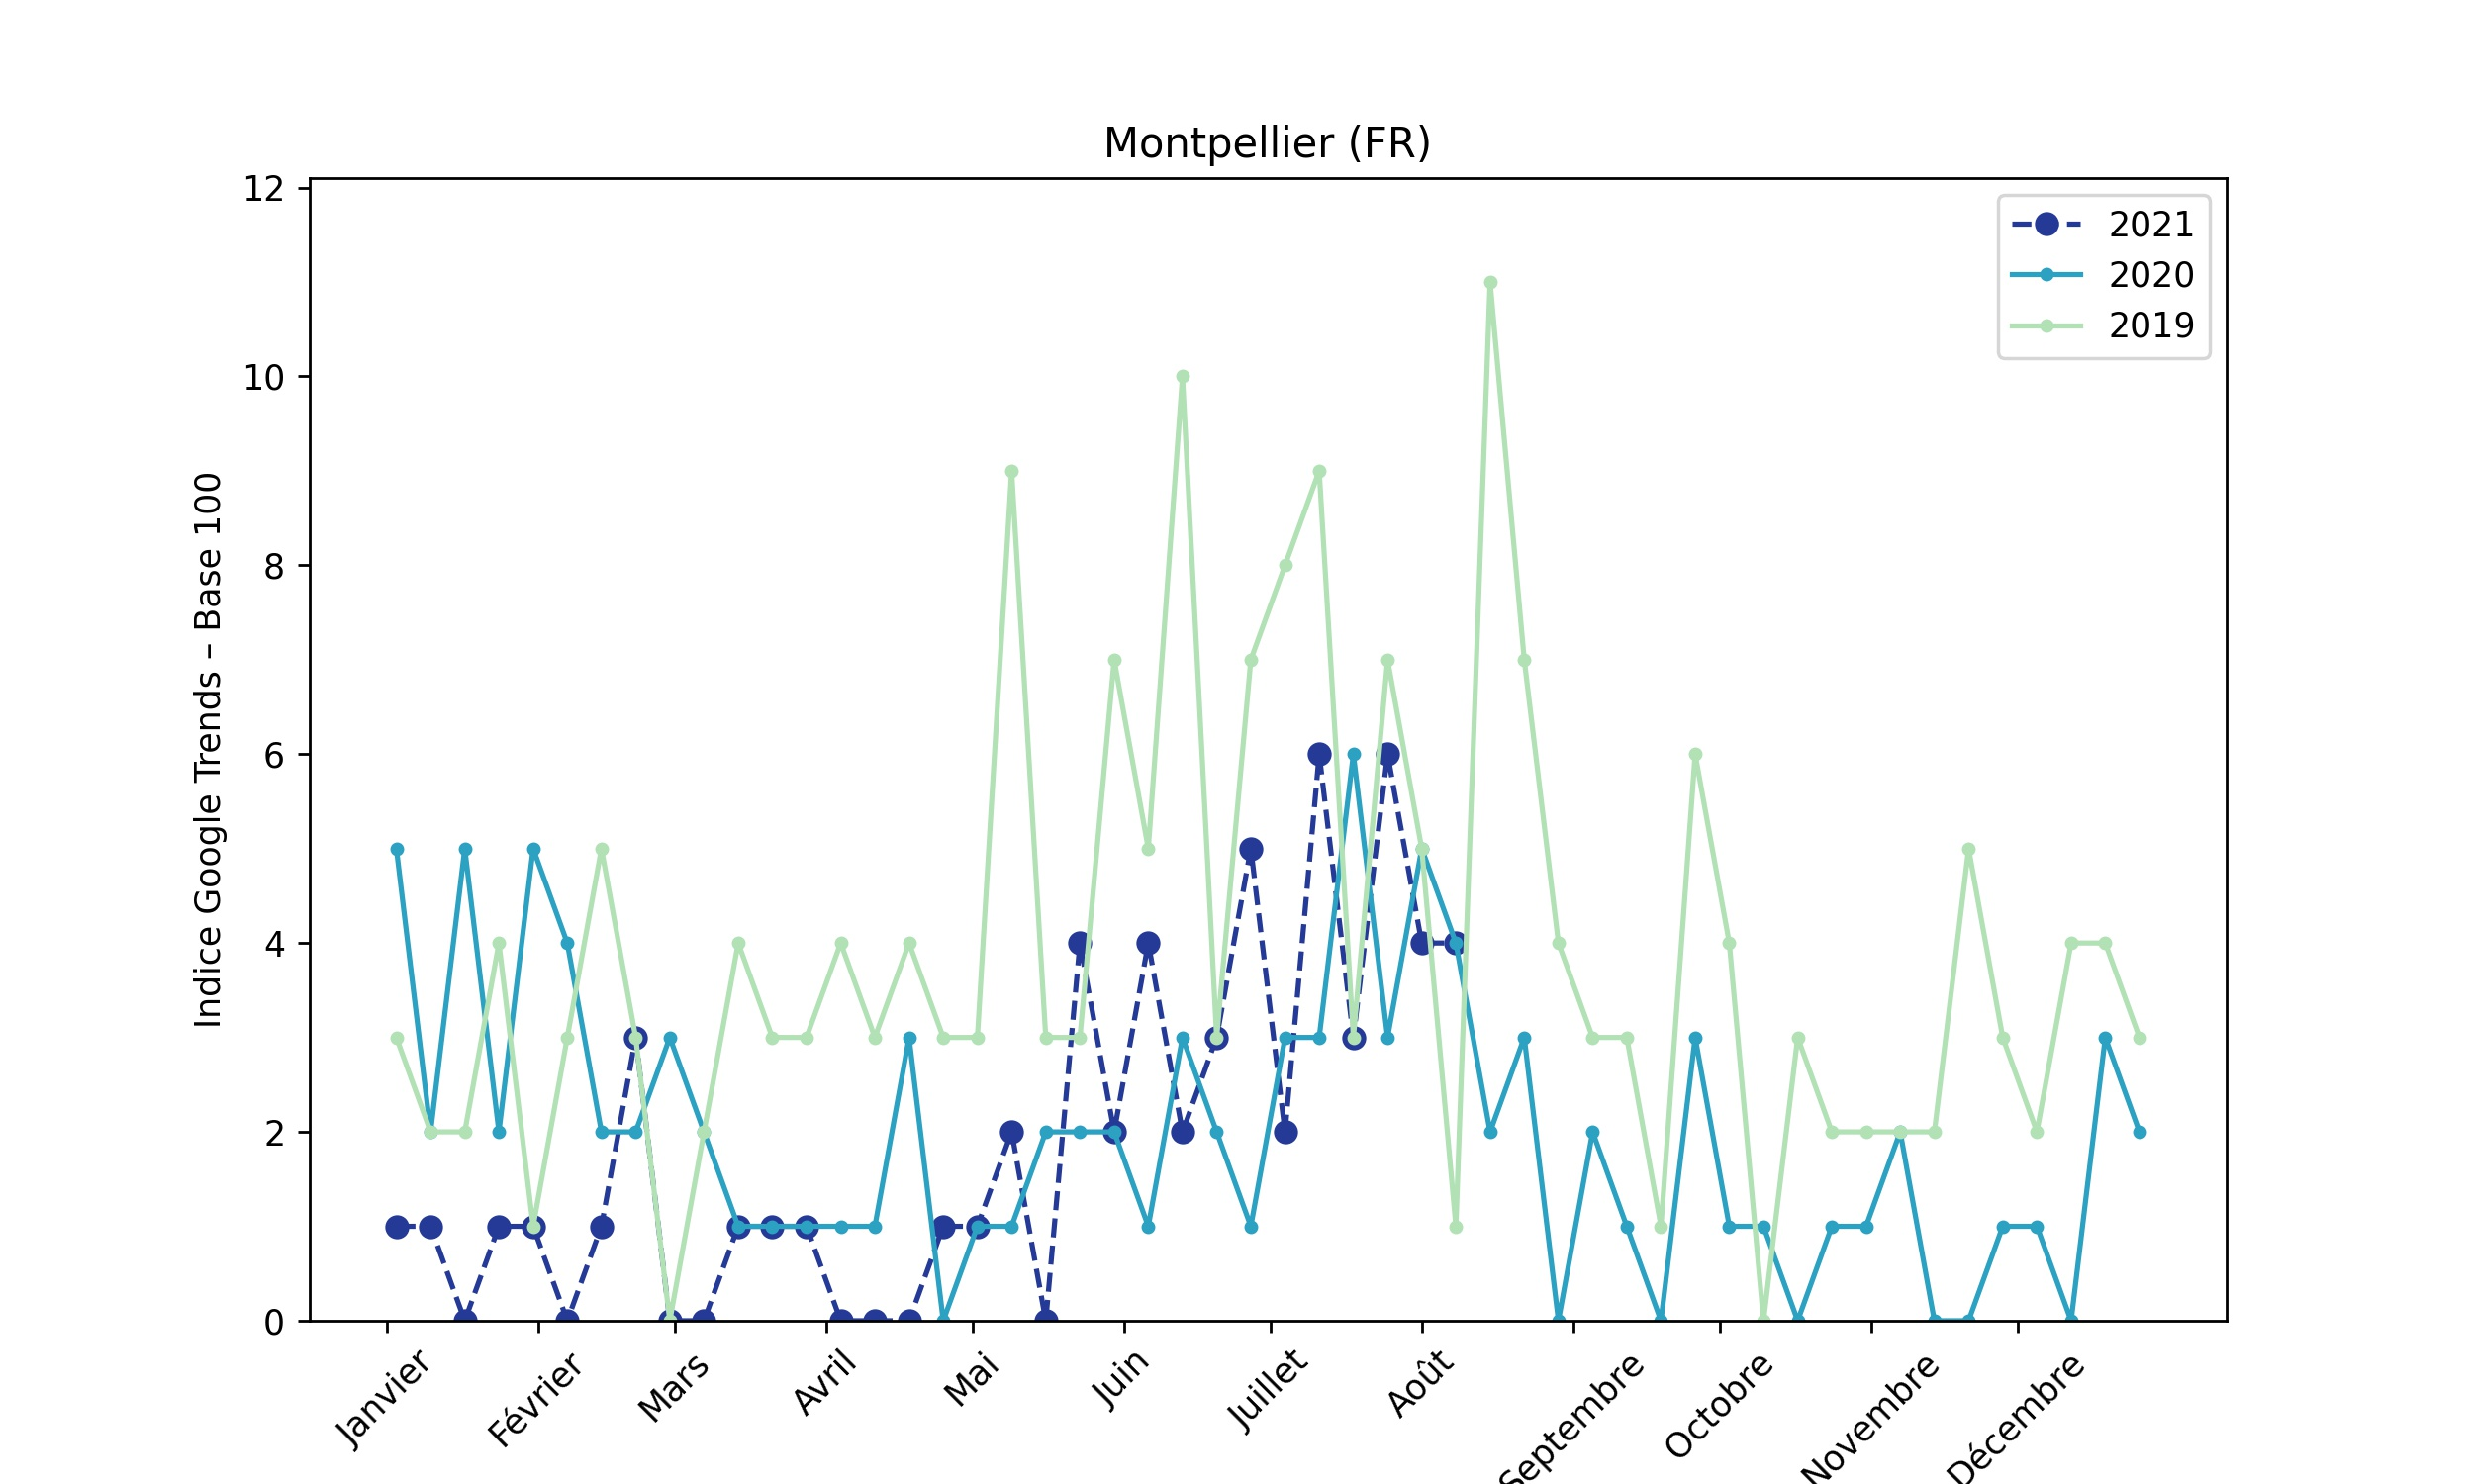 Montpellier (FR)
12
10
8
6
4
2
0
Indice Google Trends – Base 100
2021
2020
2019
Janvier
Février
Mars
Avril
Mai
Juin
Juillet
Août
Septembre
Octobre
Novembre
Décembre